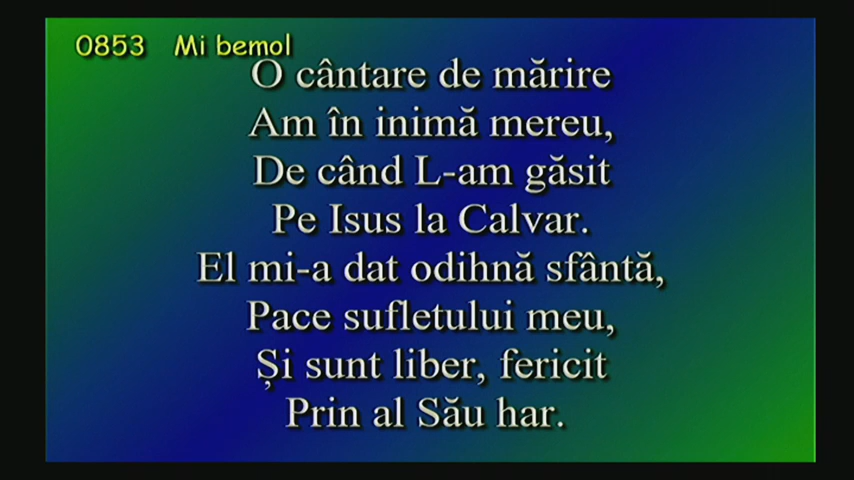 0853 Mi bemol
O cântare de mărire
Am în inimă mereu,
De când L-am găsit
Pe Isus la Calvar.
El mi-a dat odihnă sfântă,
Pace sufletului meu,
Și sunt liber, fericit
Prin al Său har.